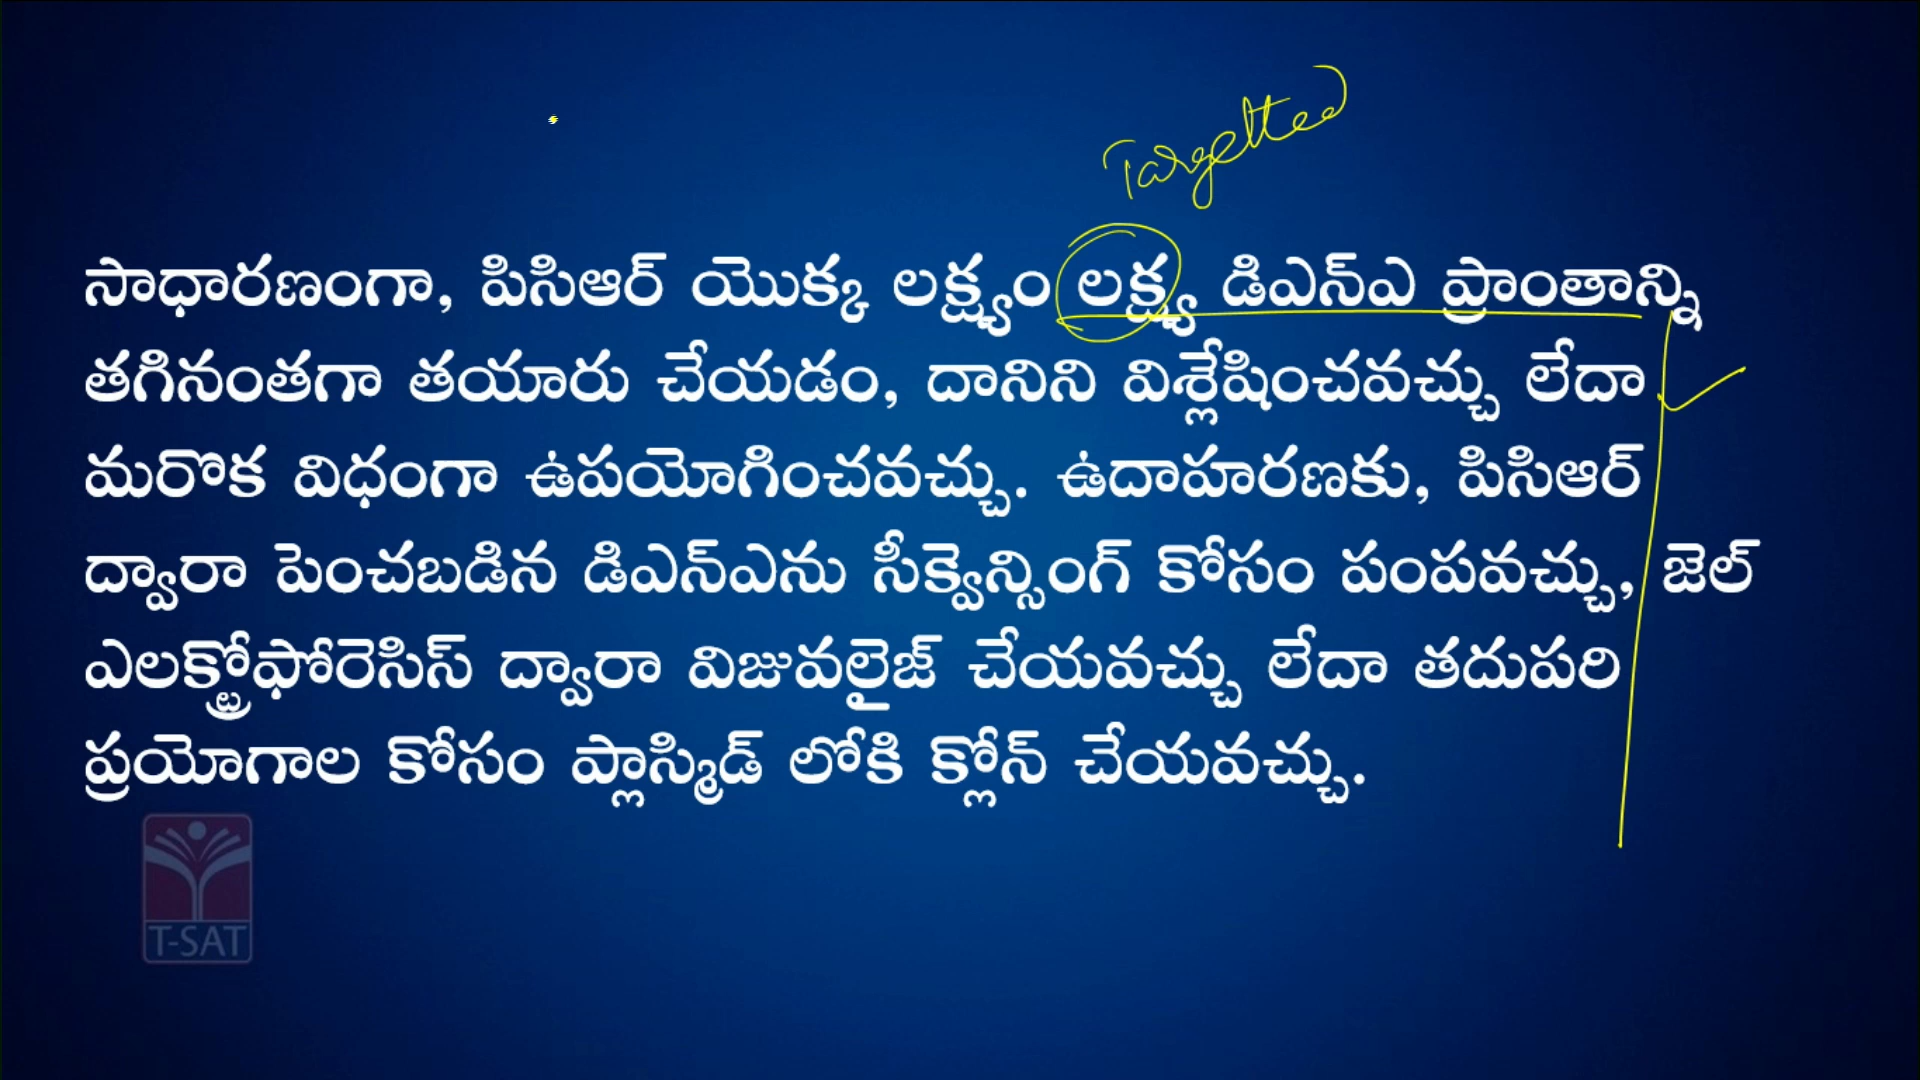 Targetted
సాధారణంగా, పిసిఆర్ యొక్క లక్ష్యం లక్ష్య డిఎన్ఎ ప్రాంతాన్ని
తగినంతగా తయారు చేయడం, దానిని విశ్లేషించవచ్చు లేదా
మరొక విధంగా ఉపయోగించవచ్చు. ఉదాహరణకు, పిసిఆర్
ద్వారా పెంచబడిన డిఎన్ఎను సీక్వెన్సింగ్ కోసం పంపవచ్చు, జెల్
ఎలక్ట్రోఫోరెసిస్ ద్వారా విజువలైజ్ చేయవచ్చు లేదా తదుపరి
ప్రయోగాల కోసం ప్లాస్మిడ్ లోకి క్లోన్ చేయవచ్చు.
T-SAT